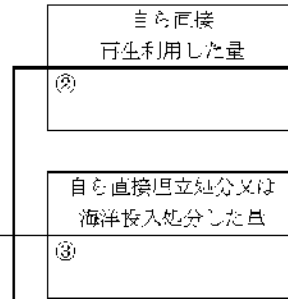 自ら直接
再生利用した量
②
自ら直接埋立処分又は
海洋投入処分した量
③